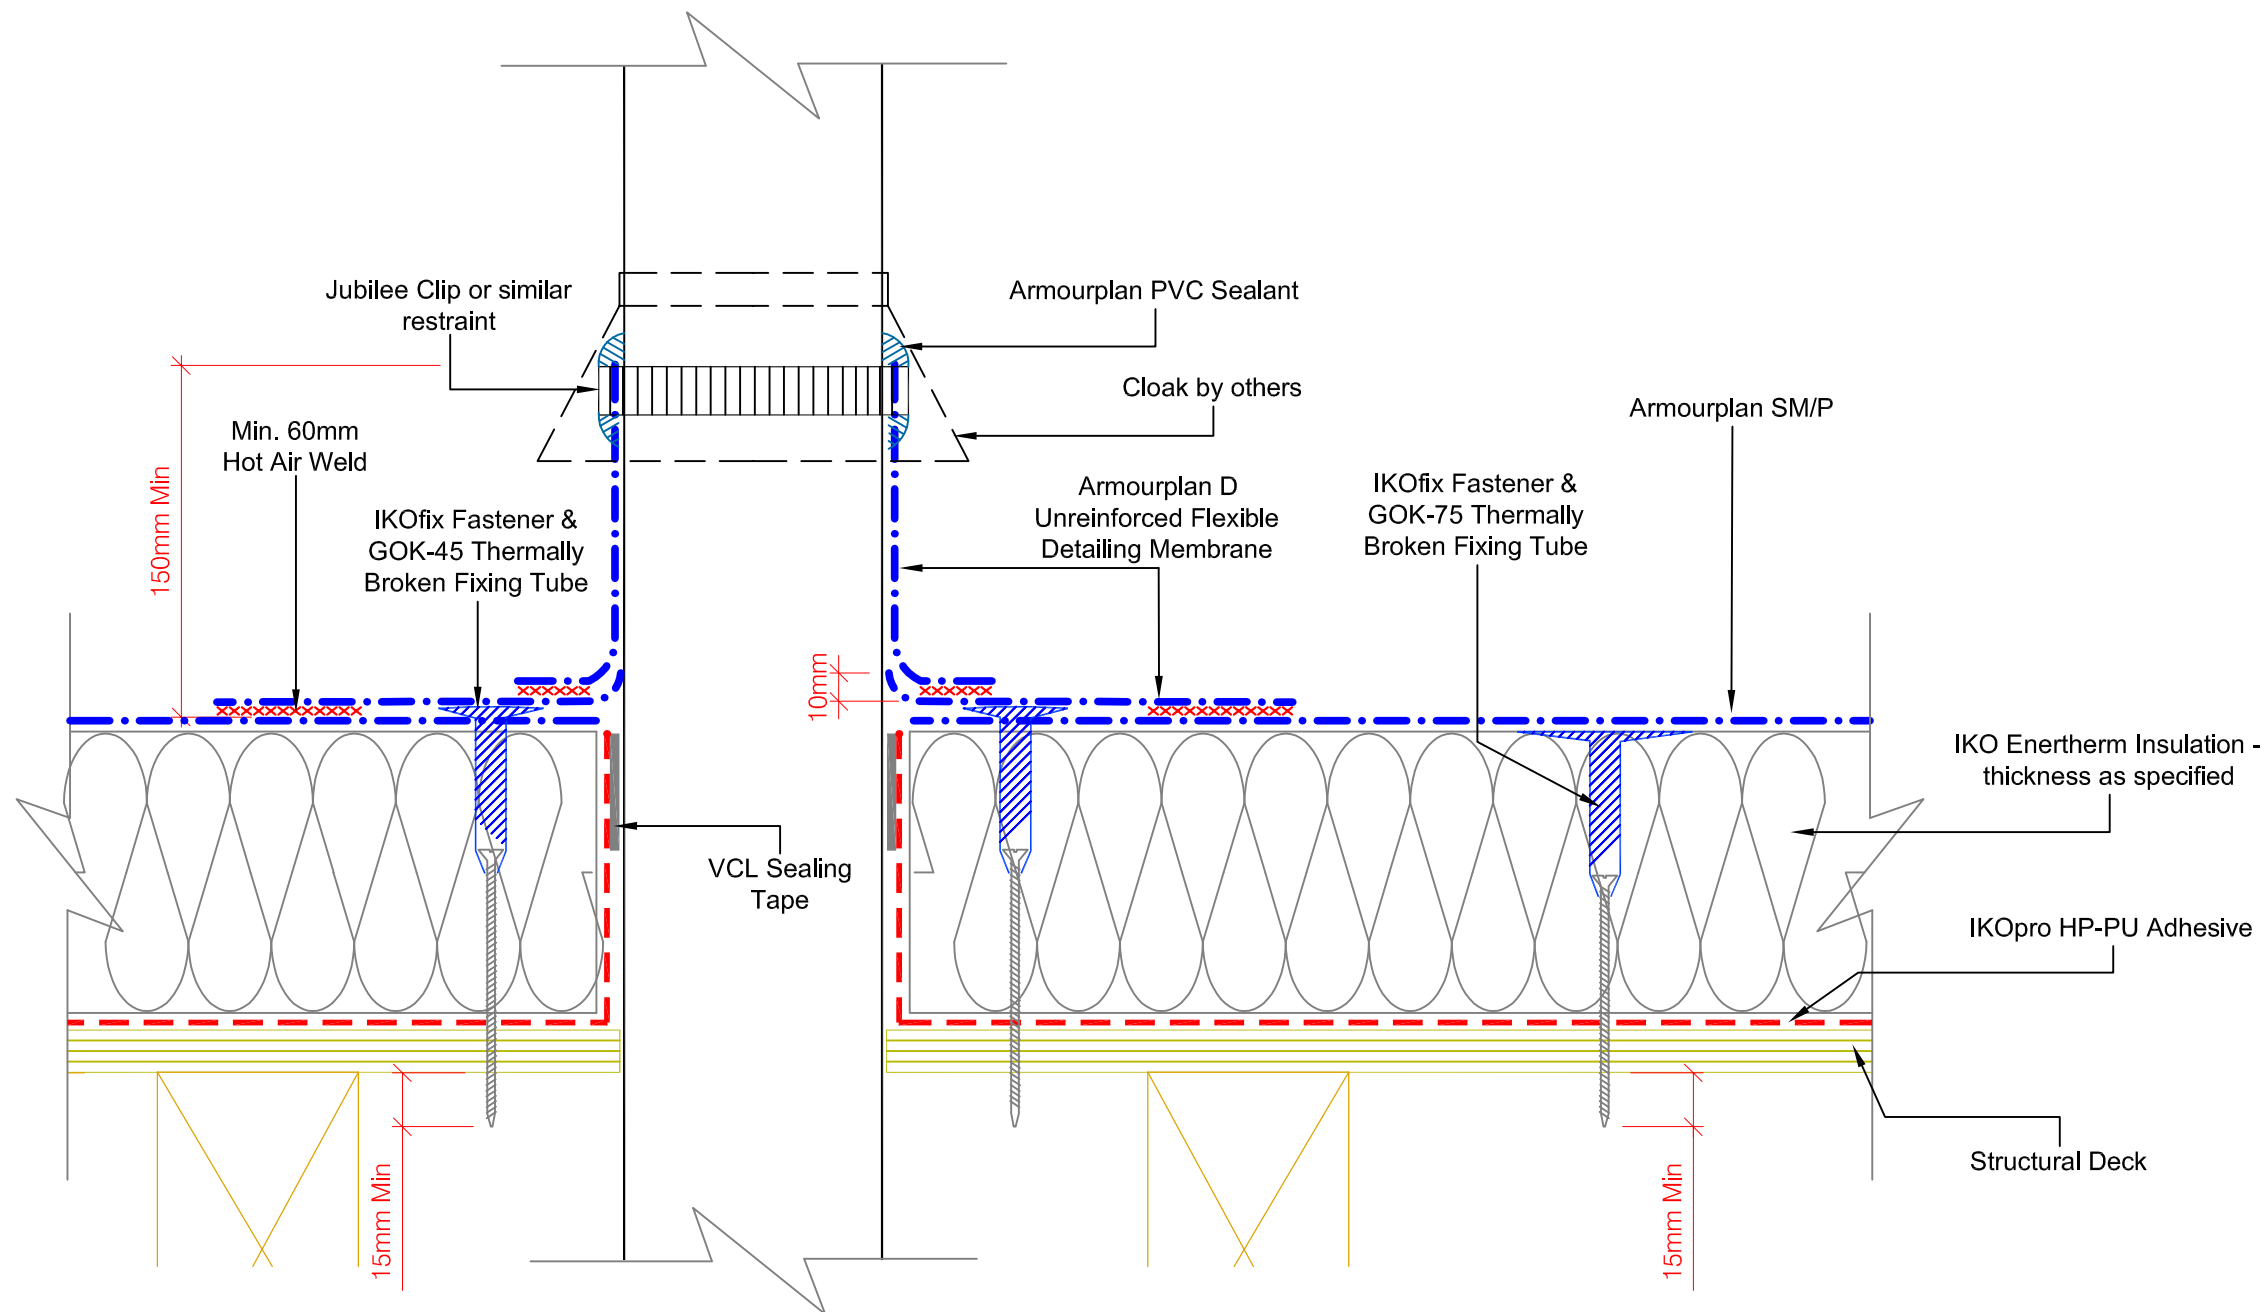 Jubilee Clip or similar
restraint
Armourplan PVC Sealant
Cloak by others
Armourplan SM/P
Min. 60mm
Hot Air Weld
150mm Min
IKOfix Fastener &
GOK-45 Thermally
Broken Fixing Tube
Armourplan D
Unreinforced Flexible
Detailing Membrane
IKOfix Fastener &
GOK-75 Thermally
Broken Fixing Tube
10mm
IKO Enertherm Insulation -
thickness as specified
VCL Sealing
Tape
IKOpro HP-PU Adhesive
Structural Deck
15mm Min
15mm Min